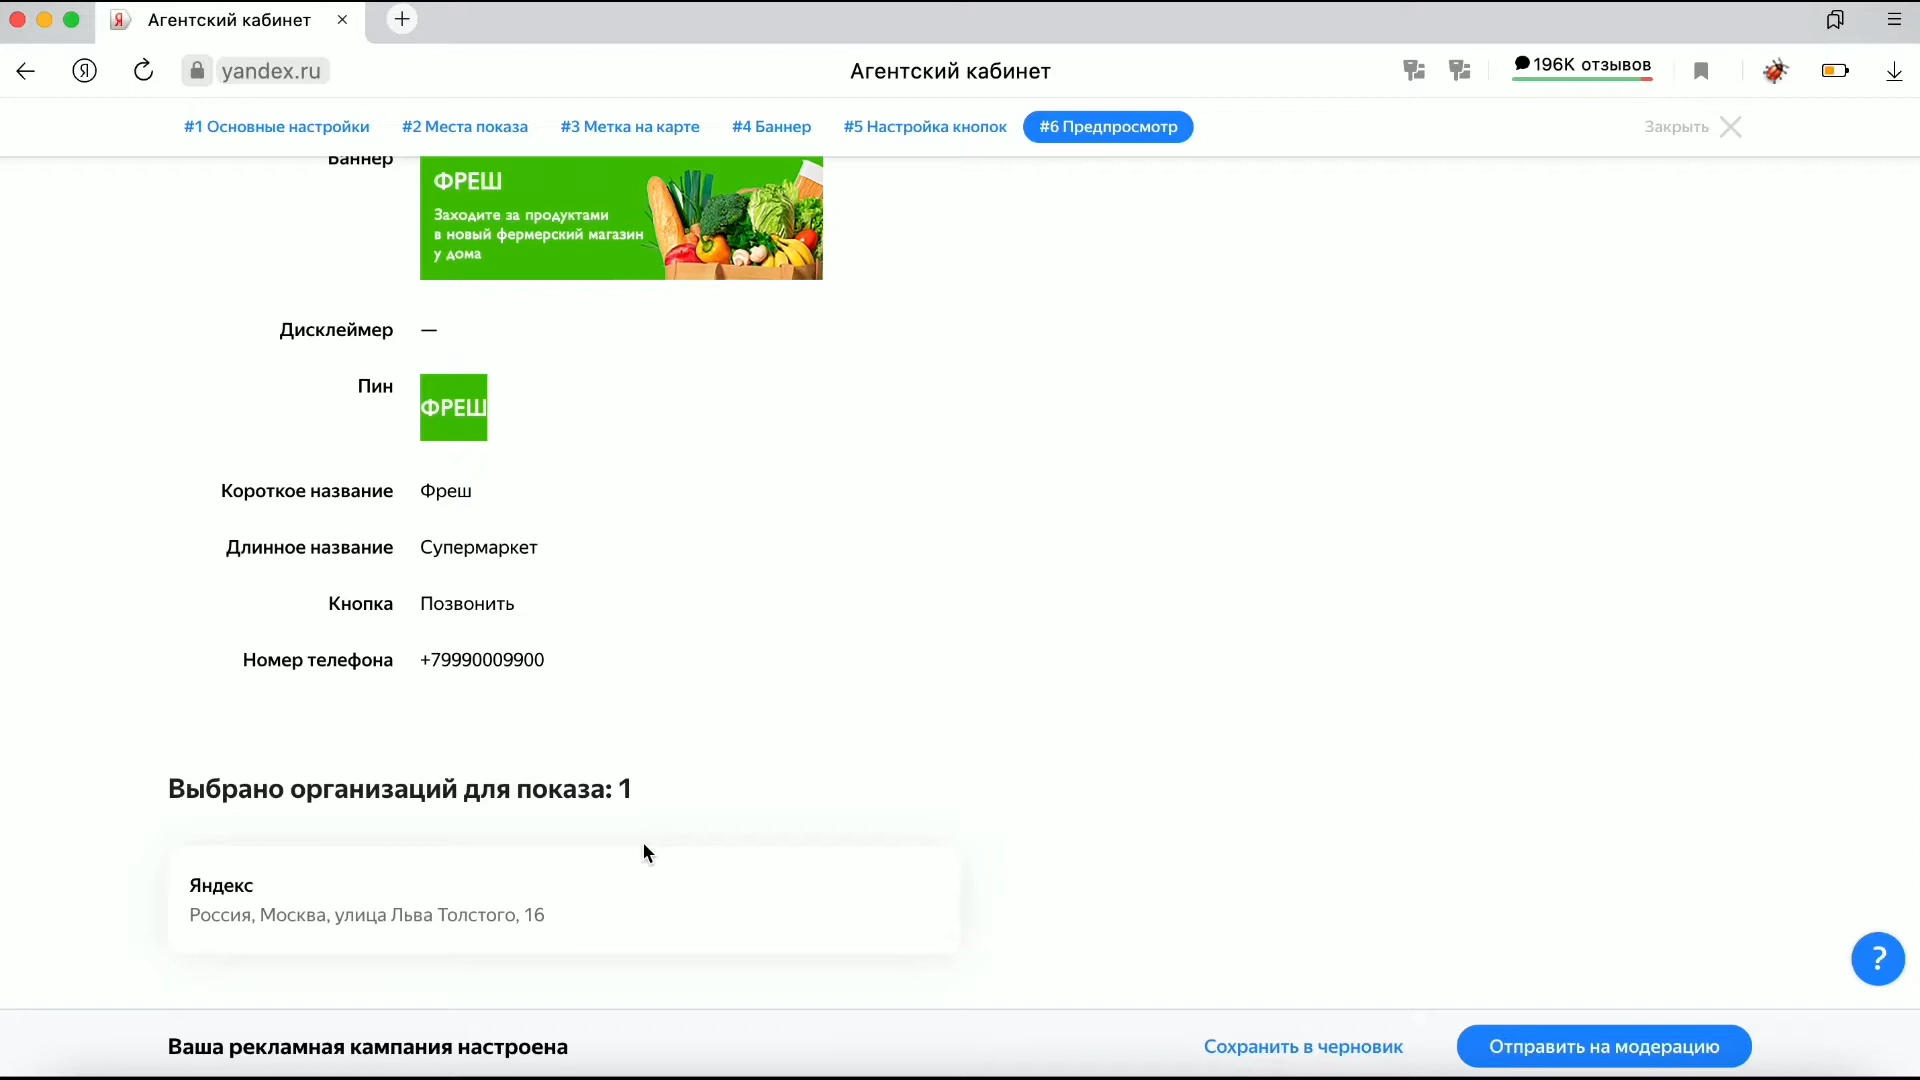 Агентский кабинет
yandex.ru
Агентский кабинет
196K отзывов
#1 Основные настройки
#2 Места показа
#3 Метка на карте
#4 Баннер
#5 Настройка кнопок
#6 Предпросмотр
Закрыть
Баннер
ФРЕШ
Заходите за продуктами
в новый фермерский магазин
у дома
Дисклеймер —
Пин
ФРЕШ
Короткое название Фреш
Длинное название Супермаркет
Кнопка Позвонить
Номер телефона +79990009900
Выбрано организаций для показа: 1
Яндекс
Россия, Москва, улица Льва Толстого, 16
?
Ваша рекламная кампания настроена
Сохранить в черновик
Отправить на модерацию